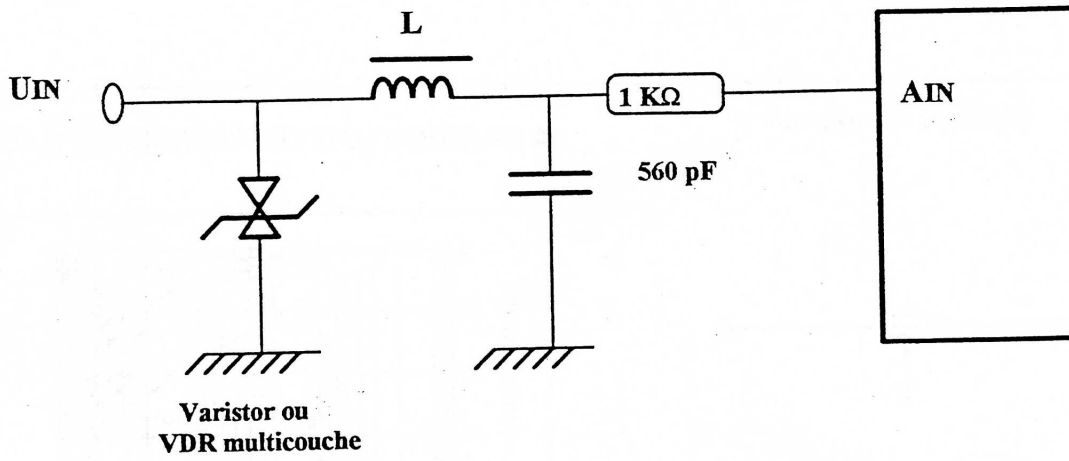 L
UIN
1 KΩ
AIN
560 pF
Varistor ou
VDR multicouche